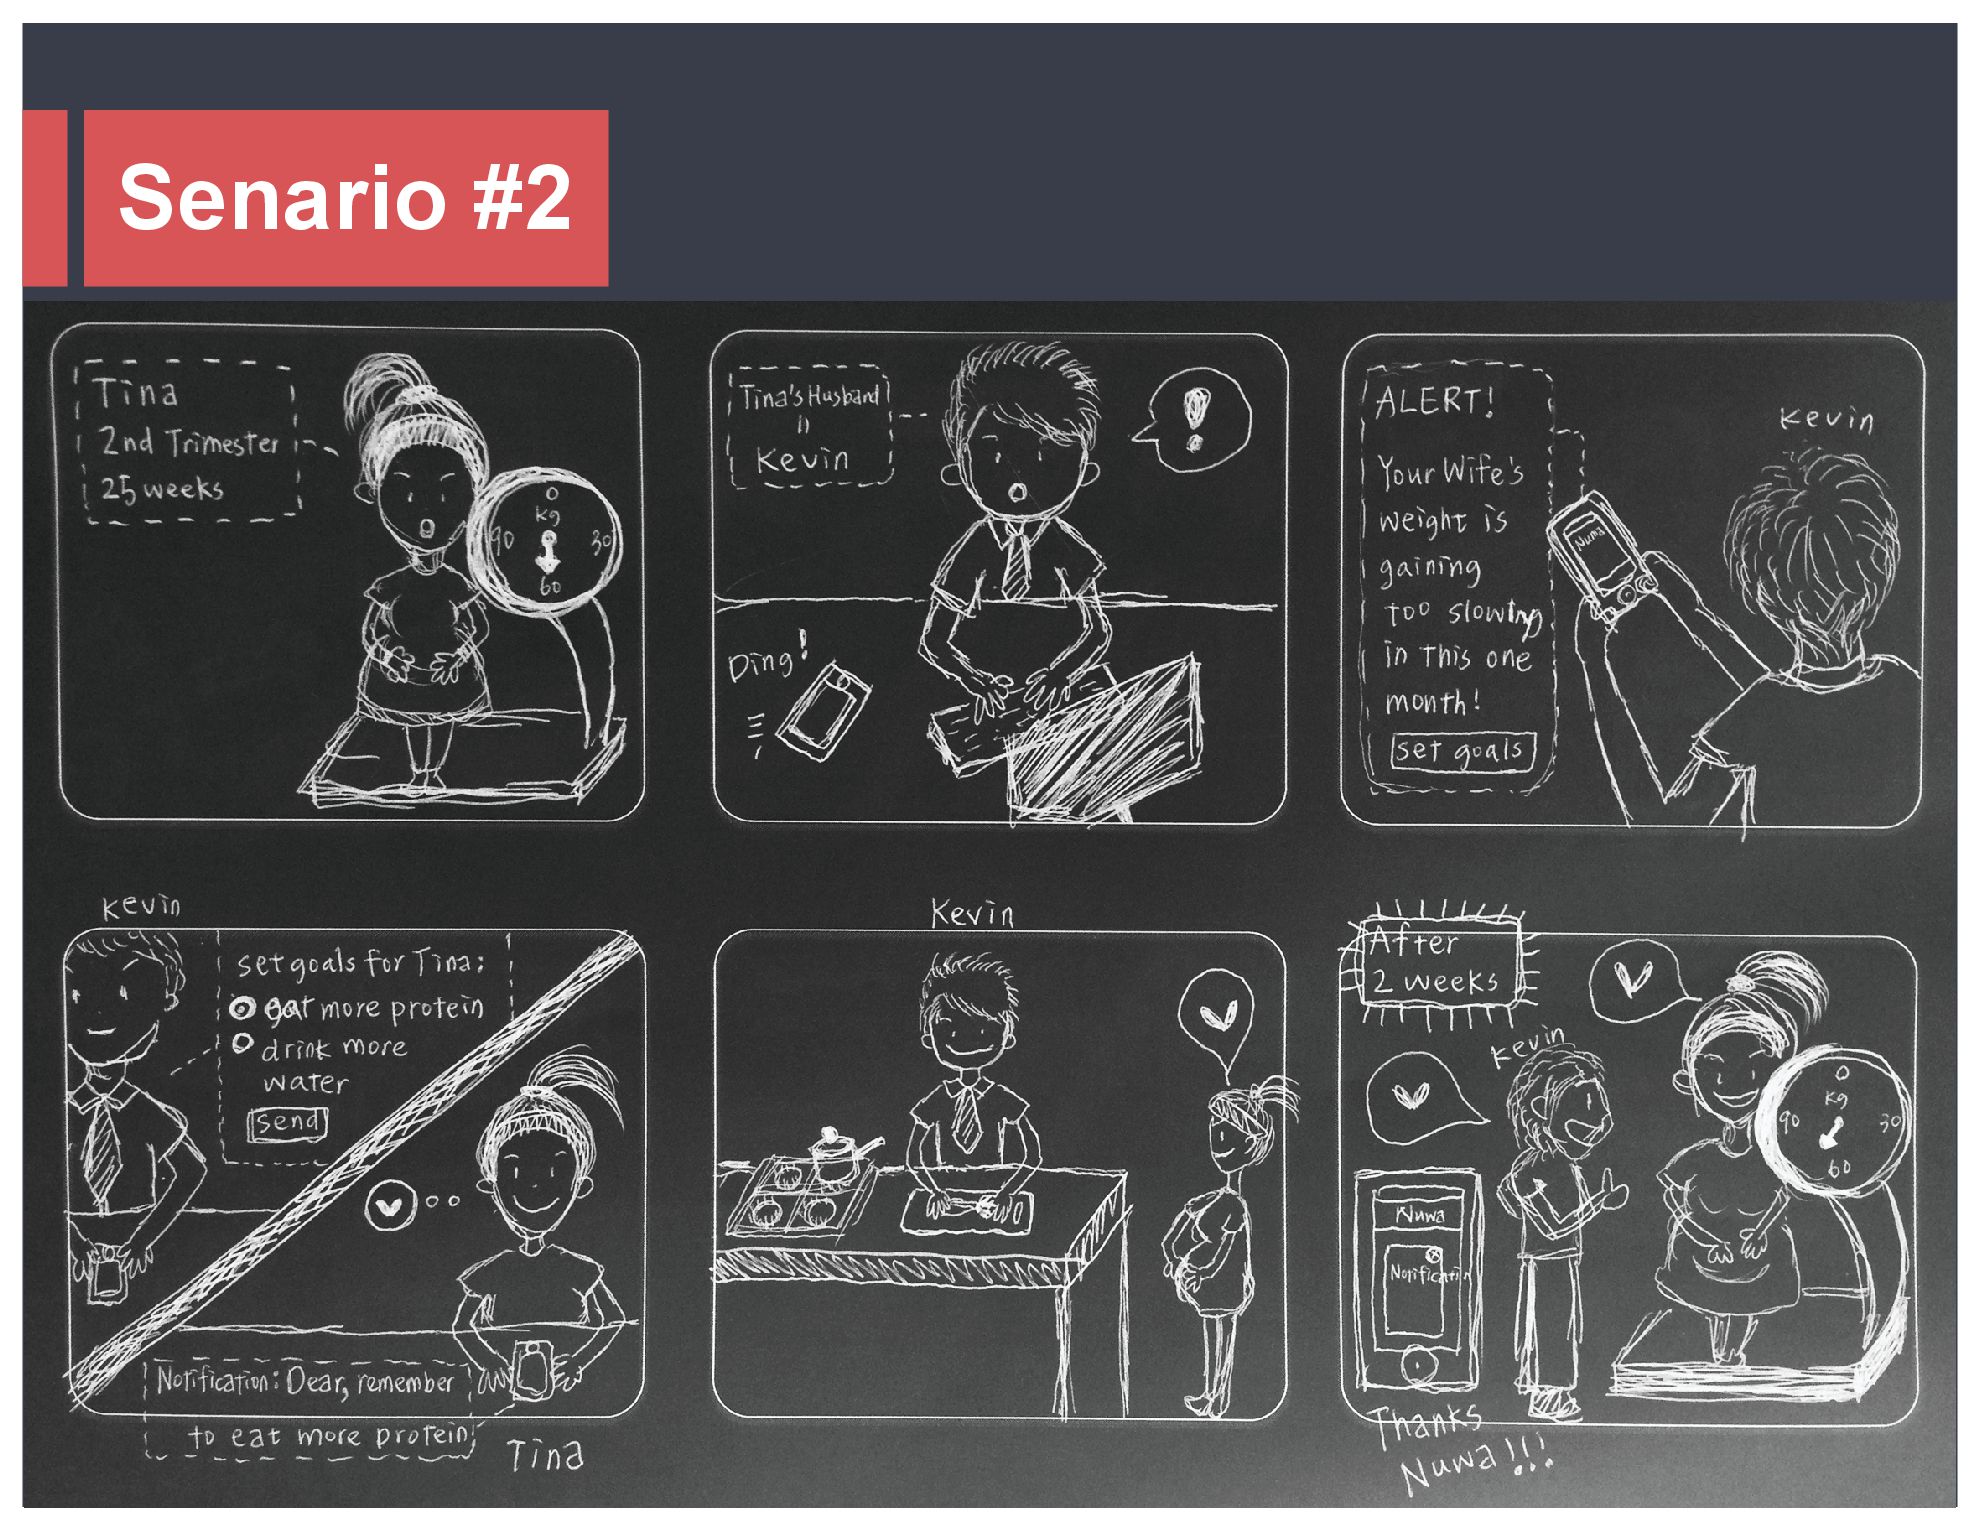 Senario #2
Tina
2nd Trimester
25 weeks
0
kg
90
30
60
Tina's Husband
=
Kevin
!
Ding!
ALERT!
Your Wife's
weight is
gaining
too slowing
in this one
month!
set goals
Kevin
Nuwa
Kevin
set goals for Tina:
eat more protein
drink more
water
send
Notification: Dear, remember
to eat more protein
Tina
Kevin
After
2 weeks
Kevin
0
kg
90
30
60
Nuwa
Notification
Thanks
Nuwa!!!